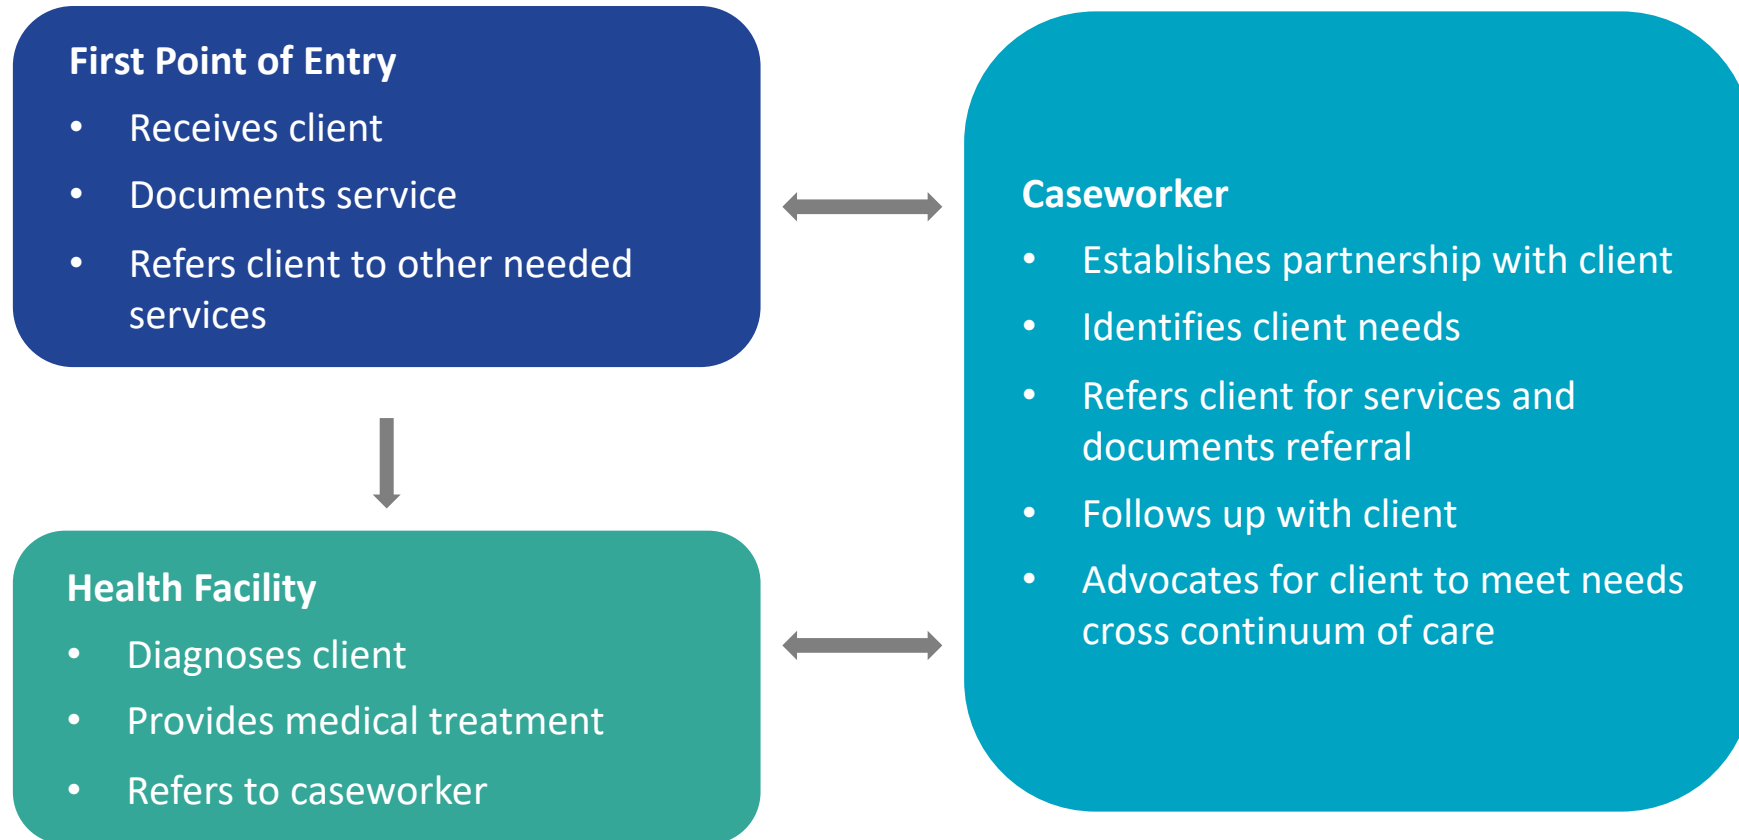 First Point of Entry
• Receives client
• Documents service
• Refers client to other needed
services
Health Facility
• Diagnoses client
• Provides medical treatment
• Refers to caseworker
Caseworker
• Establishes partnership with client
• Identifies client needs
• Refers client for services and
documents referral
• Follows up with client
• Advocates for client to meet needs
cross continuum of care